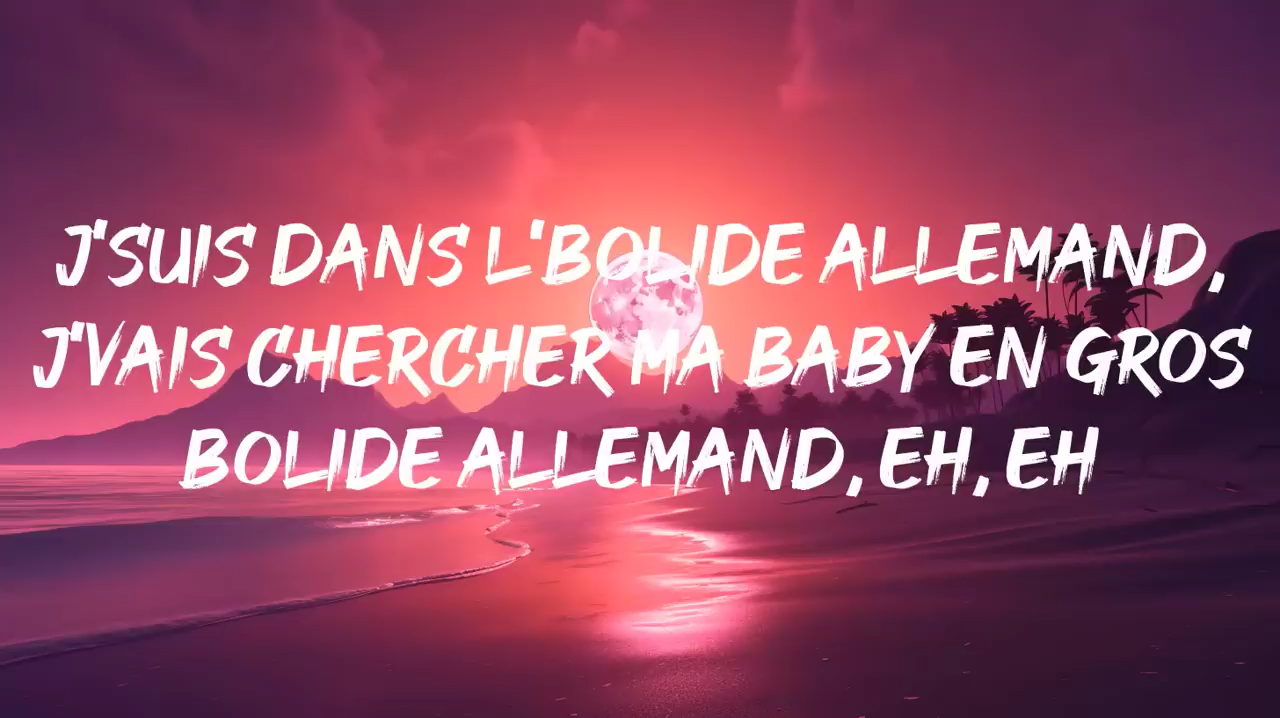 J'SUIS DANS L'BOLIDE ALLEMAND,
J'VAIS CHERCHER MA BABY EN GROS
BOLIDE ALLEMAND, EH, EH